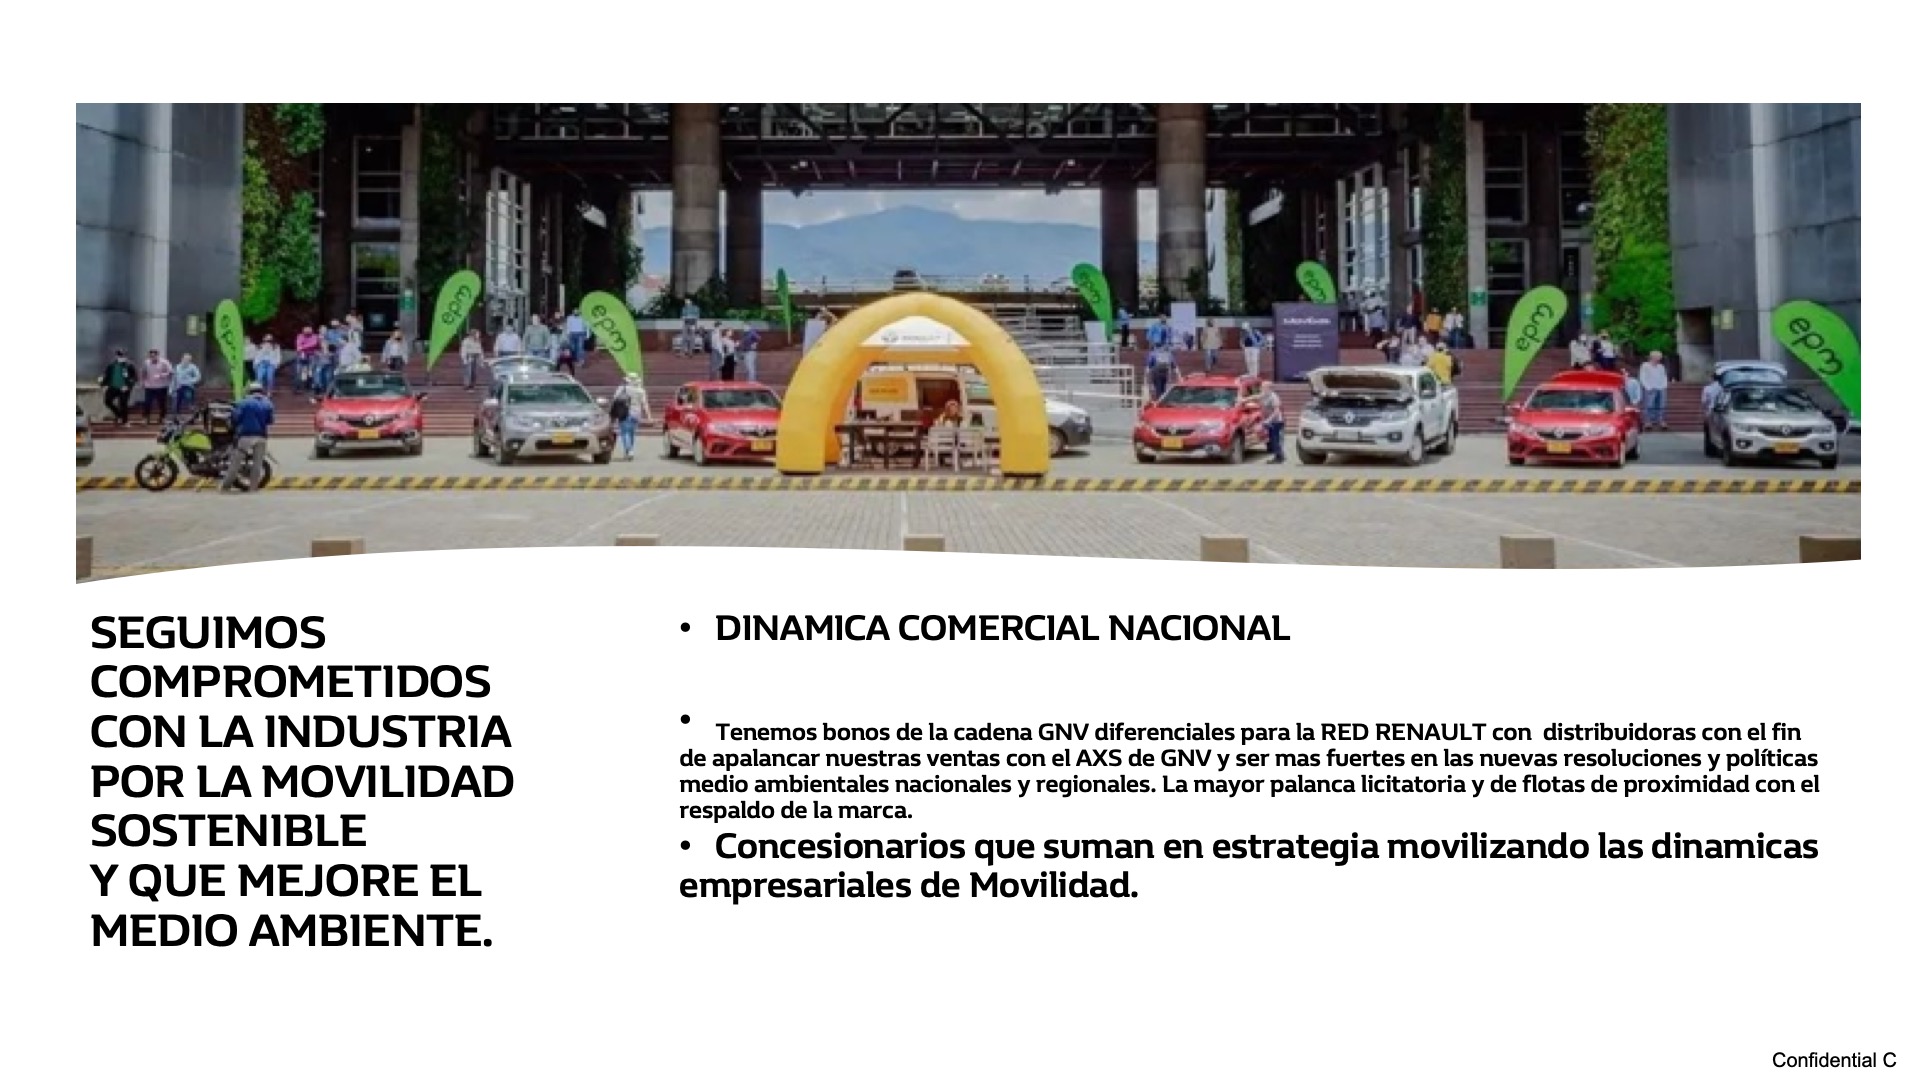 epm
epm
epm
epm
epm
epm
epm
SEGUIMOS
COMPROMETIDOS
CON LA INDUSTRIA
POR LA MOVILIDAD
SOSTENIBLE
Y QUE MEJORE EL
MEDIO AMBIENTE.
• DINAMICA COMERCIAL NACIONAL
• Tenemos bonos de la cadena GNV diferenciales para la RED RENAULT con  distribuidoras con el fin
de apalancar nuestras ventas con el AXS de GNV y ser mas fuertes en las nuevas resoluciones y políticas
medio ambientales nacionales y regionales. La mayor palanca licitatoria y de flotas de proximidad con el
respaldo de la marca.
• Concesionarios que suman en estrategia movilizando las dinamicas
empresariales de Movilidad.
Confidential C